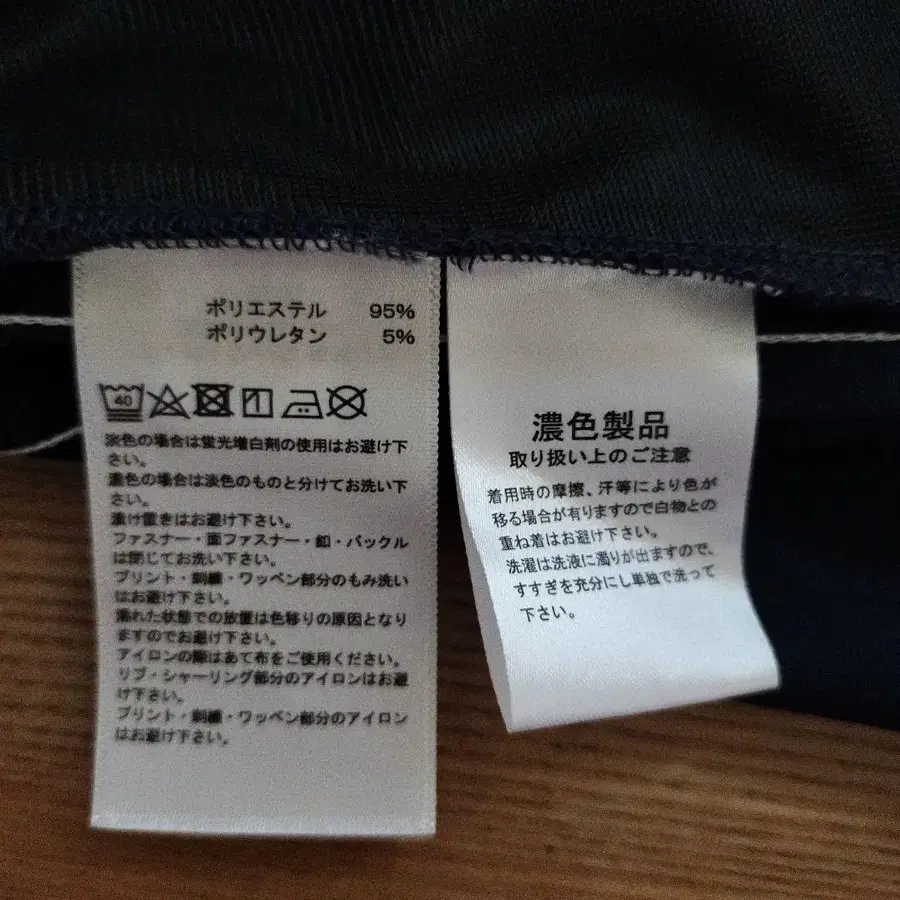 ポリエステル 95%
ポリウレタン 5%
40
淡色の場合は蛍光増白剤の使用はお避け下
さい。
濃色の場合は淡色のものと分けてお洗い下
さい。
漬け置きはお避け下さい。
ファスナー・面ファスナー・釦・バックル
は閉じてお洗い下さい。
プリント・刺繍・ワッペン部分のもみ洗い
はお避け下さい。
濡れた状態での放置は色移りの原因となり
ますのでお避け下さい。
アイロンの際はあて布をご使用ください。
リブ・シャーリング部分のアイロンはお避
け下さい。
プリント・刺繍・ワッペン部分のアイロン
はお避け下さい。
濃色製品
取り扱い上のご注意
着用時の摩擦、汗等により色が
移る場合が有りますので白物との
重ね着はお避け下さい。
洗濯は洗液に濁りが出ますので、
すすぎを充分にし単独で洗って
下さい。